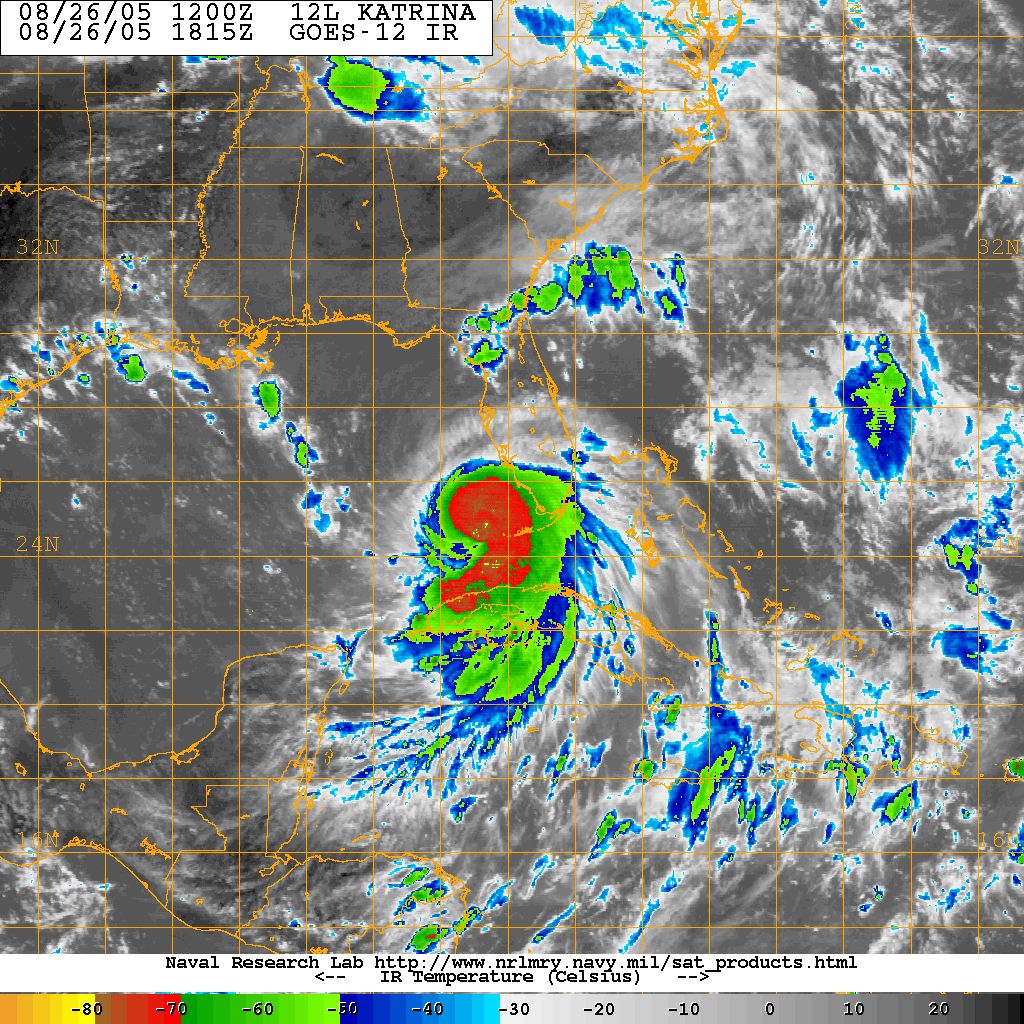 08/26/05 1200Z 12L KATRINA
08/26/05 1815Z GOES-12 IR
32N 32N
24N
16N 16N
Naval Research Lab http://www.nrlmry.navy.mil/sat_products.html
<-- IR Temperature (Celsius) -->
-80 -70 -60 -50 -40 -30 -20 -10 0 10 20